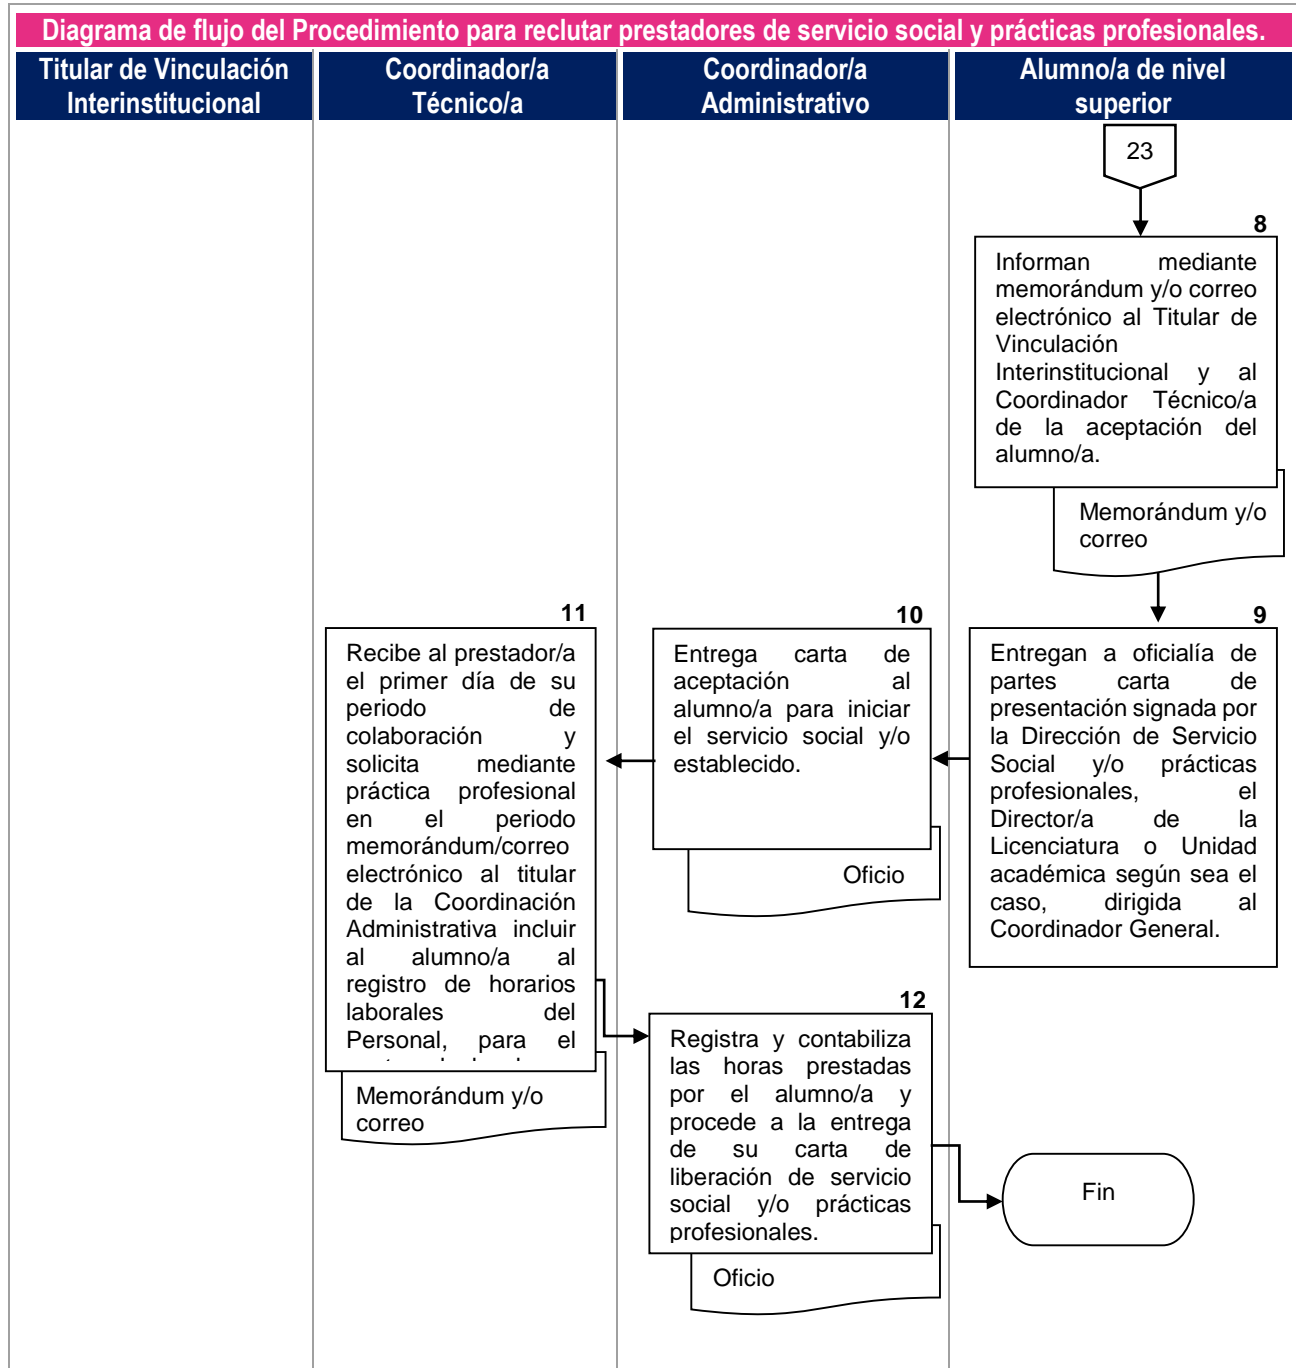 Diagrama de flujo del Procedimiento para reclutar prestadores de servicio social y prácticas profesionales.
Titular de Vinculación
Interinstitucional
Coordinador/a
Técnico/a
Coordinador/a
Administrativo
Alumno/a de nivel
superior
23
8
Informan mediante
memorándum y/o correo
electrónico al Titular de
Vinculación
Interinstitucional y al
Coordinador Técnico/a
de la aceptación del
alumno/a.
Memorándum y/o
correo
9
Entregan a oficialía de
partes carta de
presentación signada por
la Dirección de Servicio
Social y/o prácticas
profesionales, el
Director/a de la
Licenciatura o Unidad
académica según sea el
caso, dirigida al
Coordinador General.
10
Entrega carta de
aceptación al
alumno/a para iniciar
el servicio social y/o
establecido.
Oficio
11
Recibe al prestador/a
el primer día de su
periodo de
colaboración y
solicita mediante
práctica profesional
en el periodo
memorándum/correo
electrónico al titular
de la Coordinación
Administrativa incluir
al alumno/a al
registro de horarios
laborales del
Personal, para el
Memorándum y/o
correo
12
Registra y contabiliza
las horas prestadas
por el alumno/a y
procede a la entrega
de su carta de
liberación de servicio
social y/o prácticas
profesionales.
Oficio
Fin